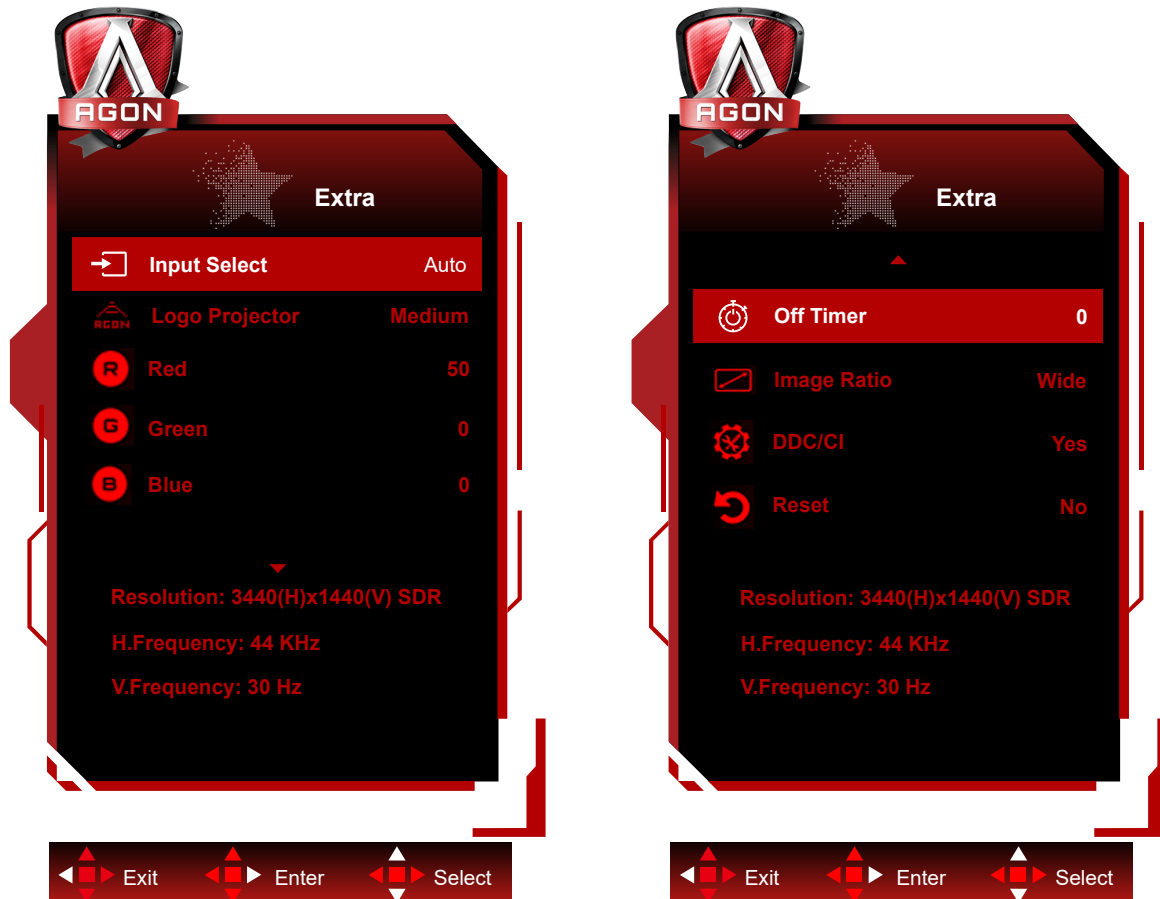 AGON
Extra
Input Select Auto
AGON Logo Projector Medium
R Red 50
G Green 0
B Blue 0
Resolution: 3440(H)x1440(V) SDR
H.Frequency: 44 KHz
V.Frequency: 30 Hz
Exit Enter Select
AGON
Extra
Off Timer 0
Image Ratio Wide
DDC/CI Yes
Reset No
Resolution: 3440(H)x1440(V) SDR
H.Frequency: 44 KHz
V.Frequency: 30 Hz
Exit Enter Select